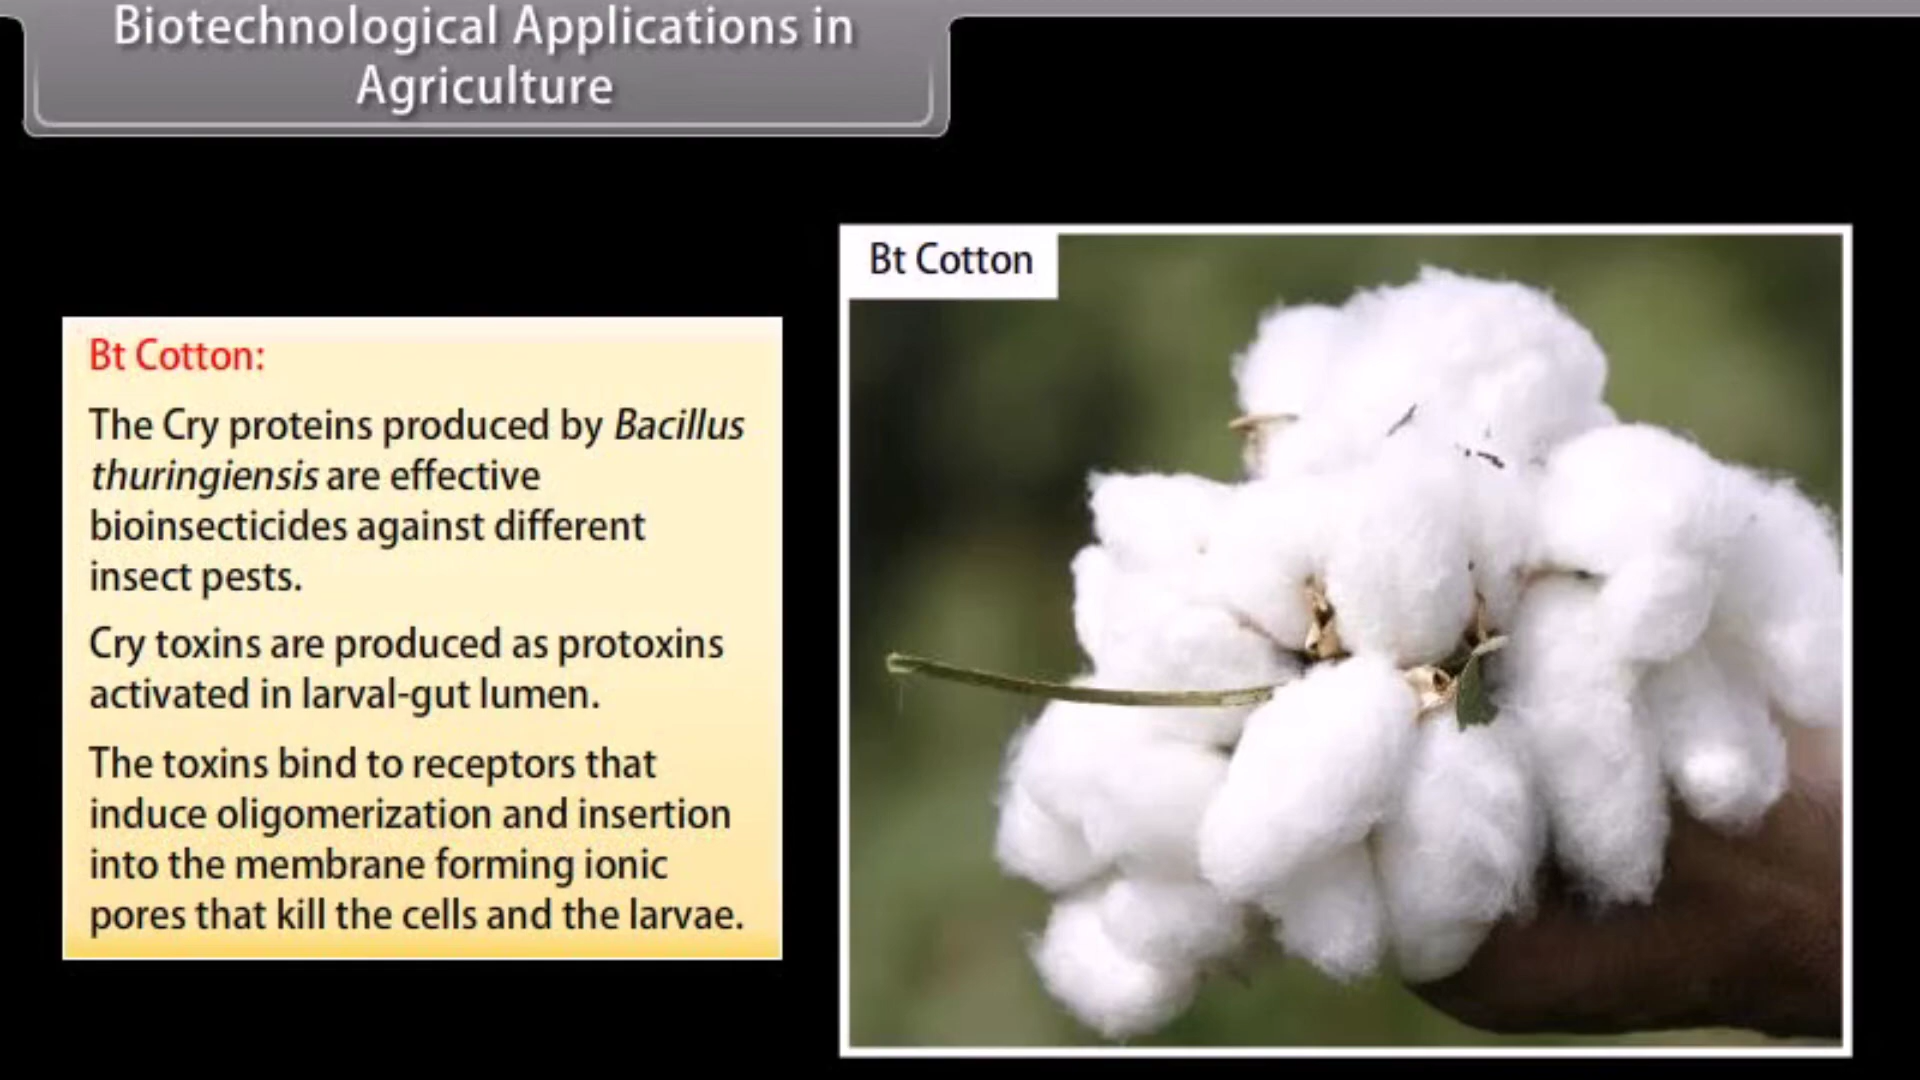 Biotechnological Applications in
Agriculture
Bt Cotton
Bt Cotton:
The Cry proteins produced by Bacillus
thuringiensis are effective
bioinsecticides against different
insect pests.
Cry toxins are produced as protoxins
activated in larval-gut lumen.
The toxins bind to receptors that
induce oligomerization and insertion
into the membrane forming ionic
pores that kill the cells and the larvae.